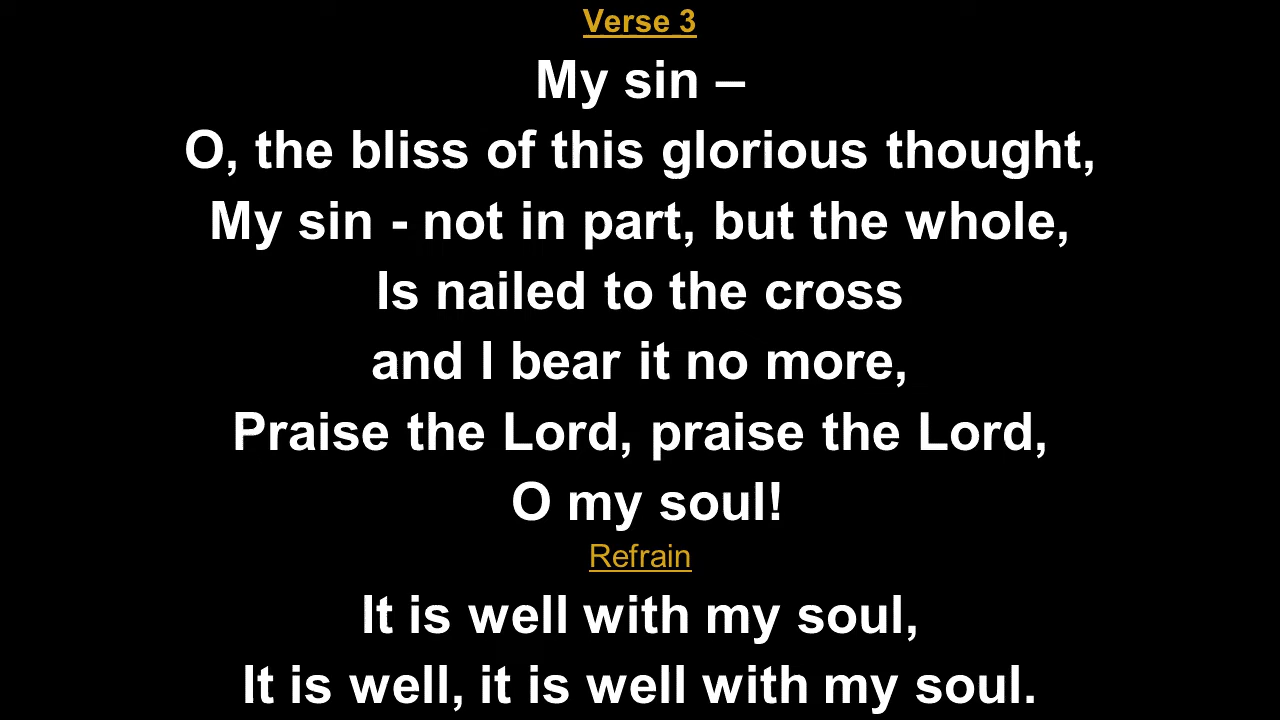 Verse 3
My sin –
O, the bliss of this glorious thought,
My sin - not in part, but the whole,
Is nailed to the cross
and I bear it no more,
Praise the Lord, praise the Lord,
O my soul!
Refrain
It is well with my soul,
It is well, it is well with my soul.